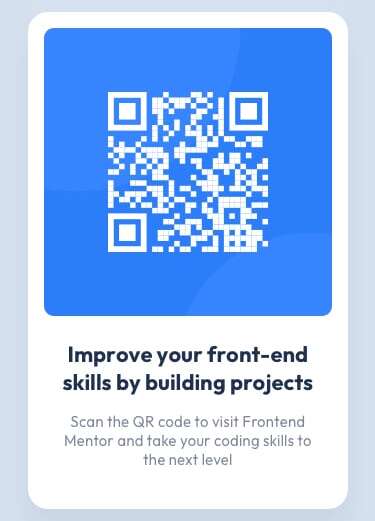 Improve your front-end
skills by building projects
Scan the QR code to visit Frontend
Mentor and take your coding skills to
the next level